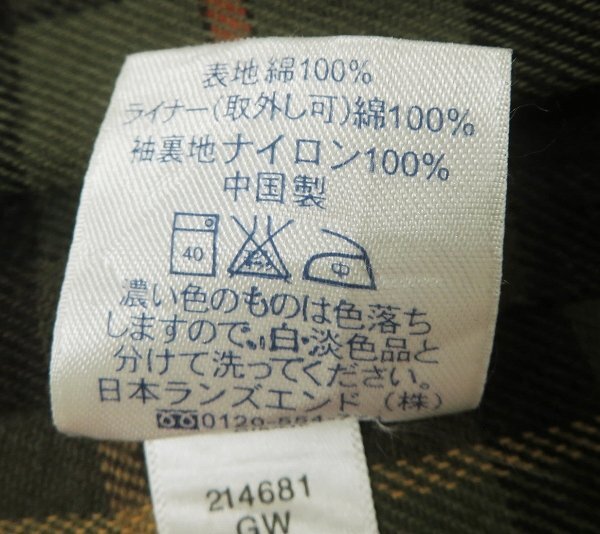 表地綿100%
ライナー(取外し可)綿100%
袖裏地ナイロン100%
中国製
40 中
濃い色のものは色落ち
しますので、白・淡色品と
分けて洗ってください。
日本ランズエンド(株)
0120-554-
214681
GW